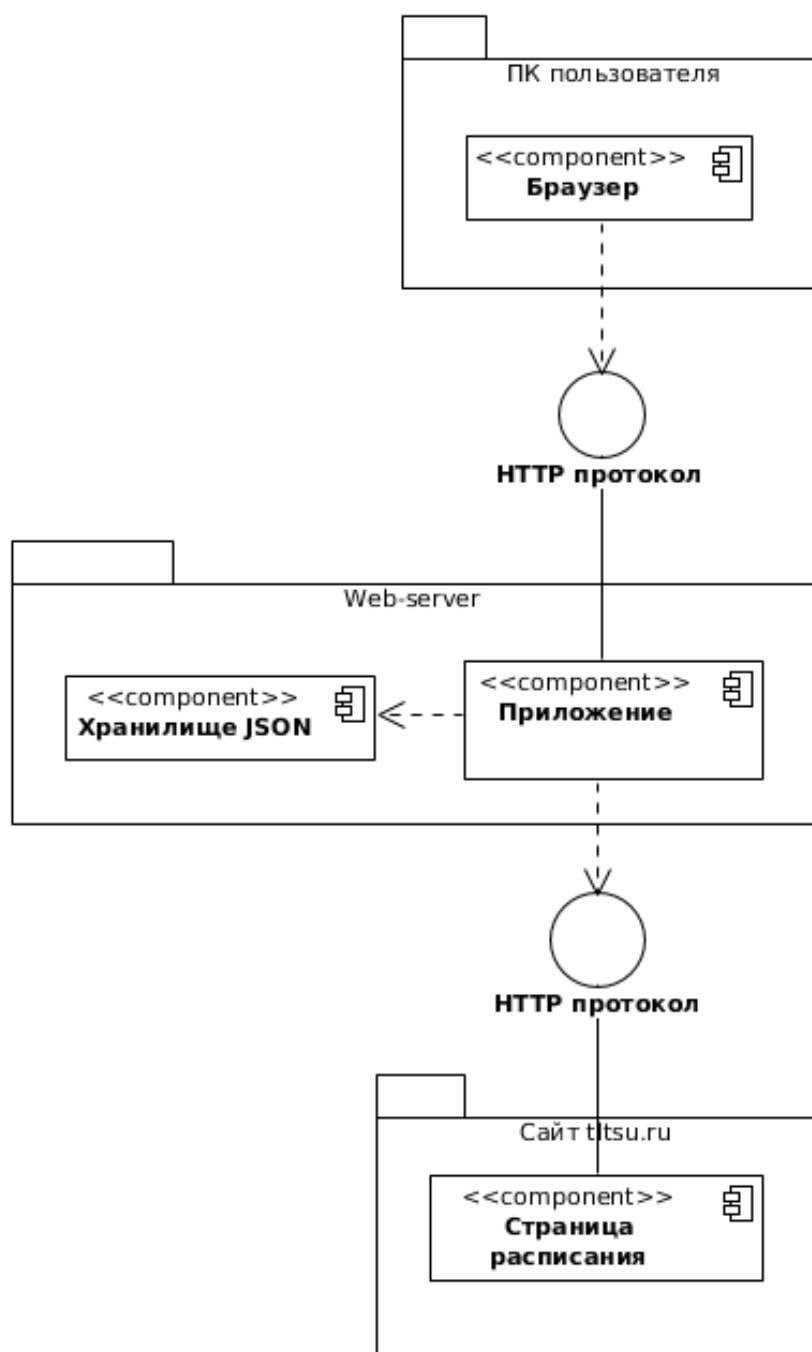 ПК пользователя
<<component>>
Браузер
HTTP протокол
Web-server
<<component>>
Хранилище JSON
<<component>>
Приложение
HTTP протокол
Сайт tltsu.ru
<<component>>
Страница
расписания